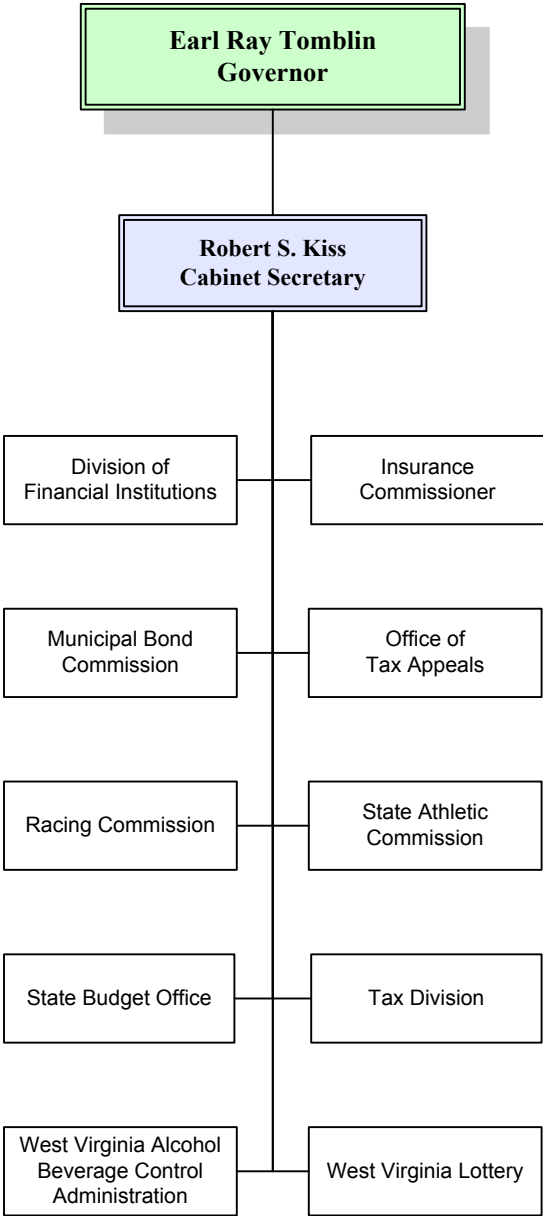 Earl Ray Tomblin
Governor
Robert S. Kiss
Cabinet Secretary
Division of
Financial Institutions
Insurance
Commissioner
Municipal Bond
Commission
Office of
Tax Appeals
Racing Commission
State Athletic
Commission
State Budget Office
Tax Division
West Virginia Alcohol
Beverage Control
Administration
West Virginia Lottery